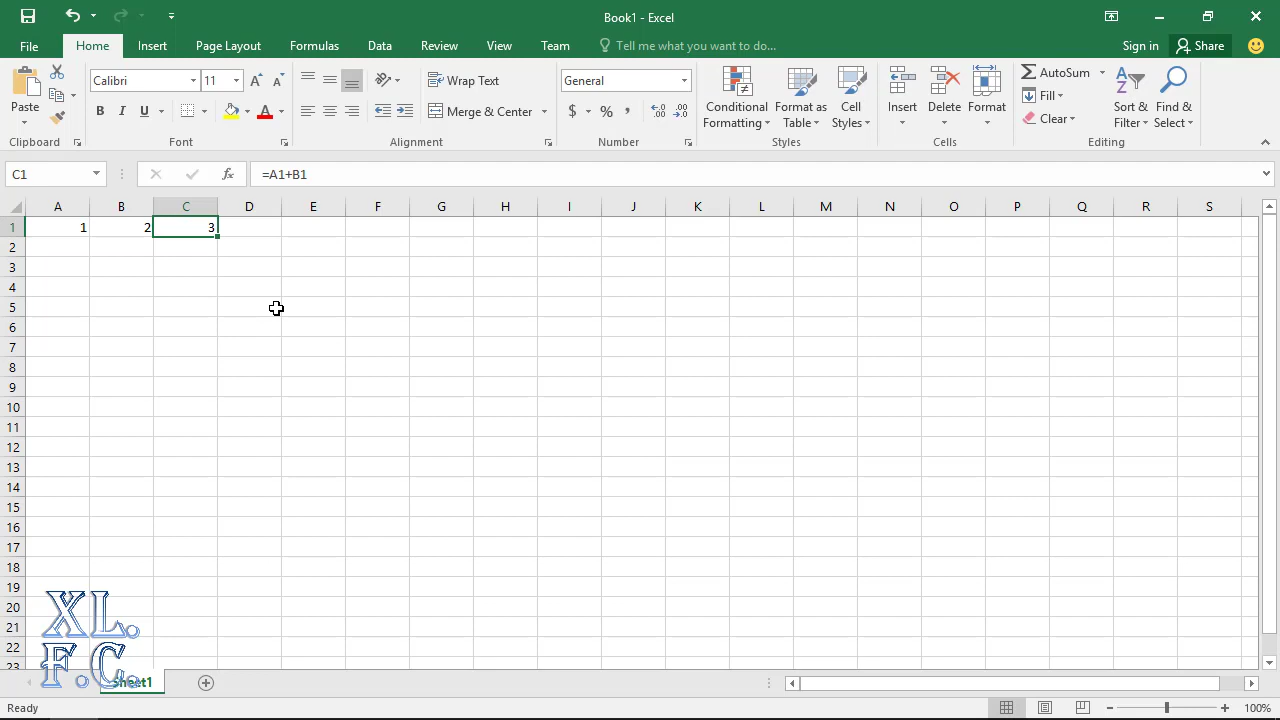 Book1 - Excel
File Home Insert Page Layout Formulas Data Review View Team Tell me what you want to do... Sign in Share
Calibri 11 Wrap Text General AutoSum
Paste Conditional Formatting Format as Table Cell Styles Insert Delete Format Fill Sort & Filter Find & Select
B I U A Merge & Center $ % , Clear
Clipboard Font Alignment Number Styles Cells Editing
C1 fx =A1+B1
A B C D E F G H I J K L M N O P Q R S
1 1 2 3
2
3
4
5
6
7
8
9
10
11
12
13
14
15
16
17
18
19
20
21
22
23
XL.
F.C.
Sheet1
Ready 100%